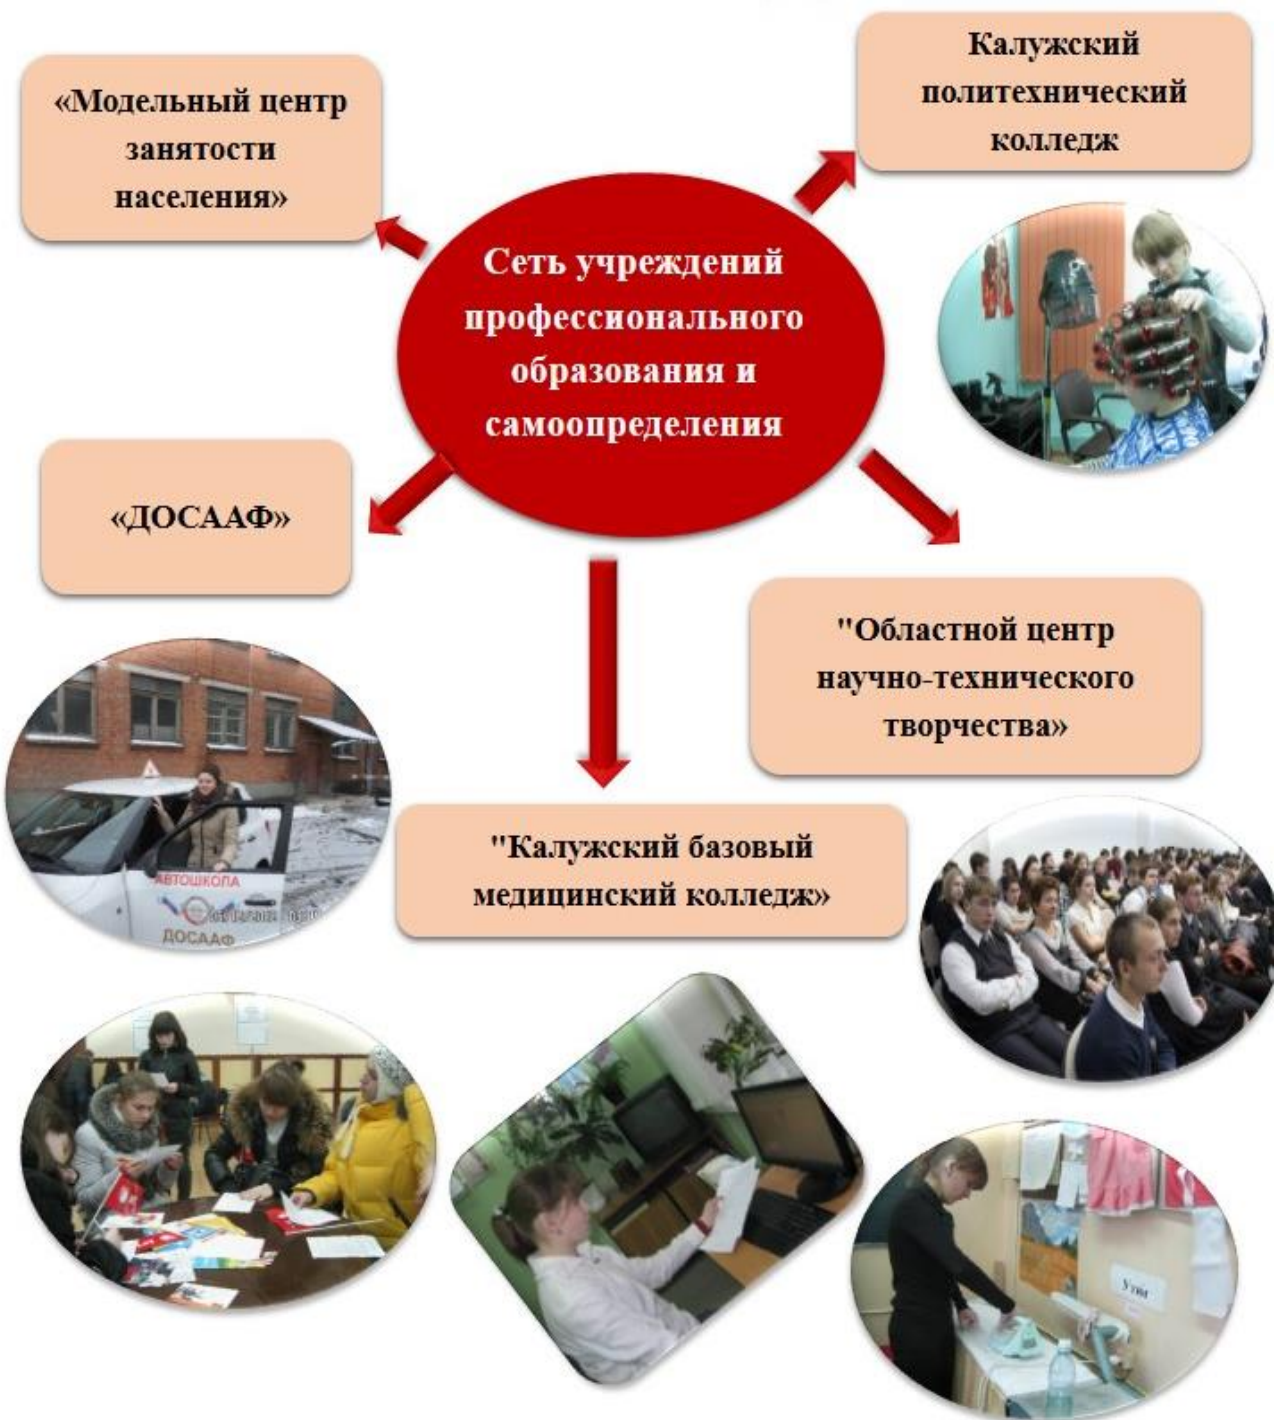 «Модельный центр
занятости
населения»
Калужский
политехнический
колледж
Сеть учреждений
профессионального
образования и
самоопределения
«ДОСААФ»
"Областной центр
научно-технического
творчества»
"Калужский базовый
медицинский колледж»
АВТОШКОЛА
ДОСААФ
Утюг